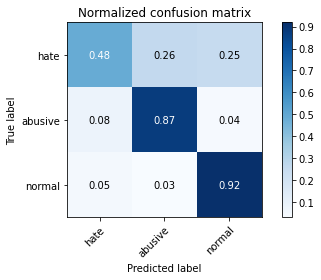 Normalized confusion matrix
True label
hate
abusive
normal
0.48 0.26 0.25
0.08 0.87 0.04
0.05 0.03 0.92
hate
abusive
normal
Predicted label
0.9
0.8
0.7
0.6
0.5
0.4
0.3
0.2
0.1